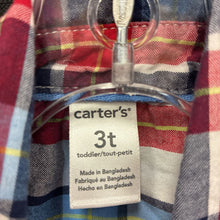 carter's®
3t
toddler/tout-petit
Made in Bangladesh
Fabriqué au Bangladesh
Hecho en Bangladesh